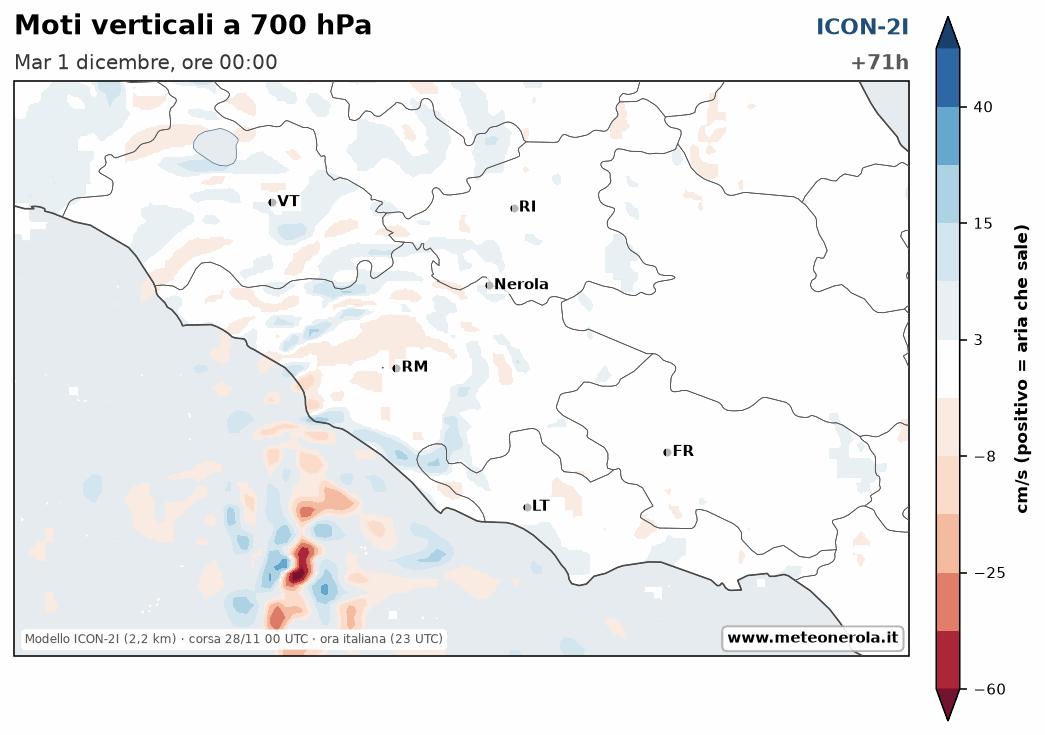 Moti verticali a 700 hPa
ICON-2I
Mar 1 dicembre, ore 00:00
+71h
40
15
3
−8
−25
−60
cm/s (positivo = aria che sale)
VT
RI
Nerola
RM
FR
LT
Modello ICON-2I (2,2 km) · corsa 28/11 00 UTC · ora italiana (23 UTC)
www.meteonerola.it